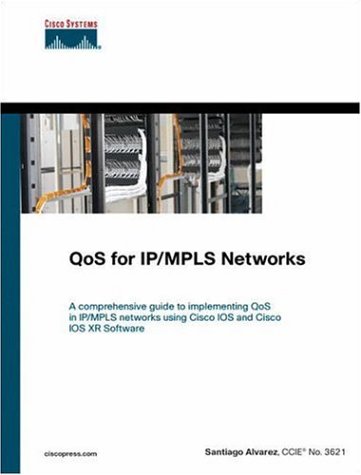 CISCO SYSTEMS
QoS for IP/MPLS Networks
A comprehensive guide to implementing QoS
in IP/MPLS networks using Cisco IOS and Cisco
IOS XR Software
ciscopress.com
Santiago Alvarez, CCIE® No. 3621